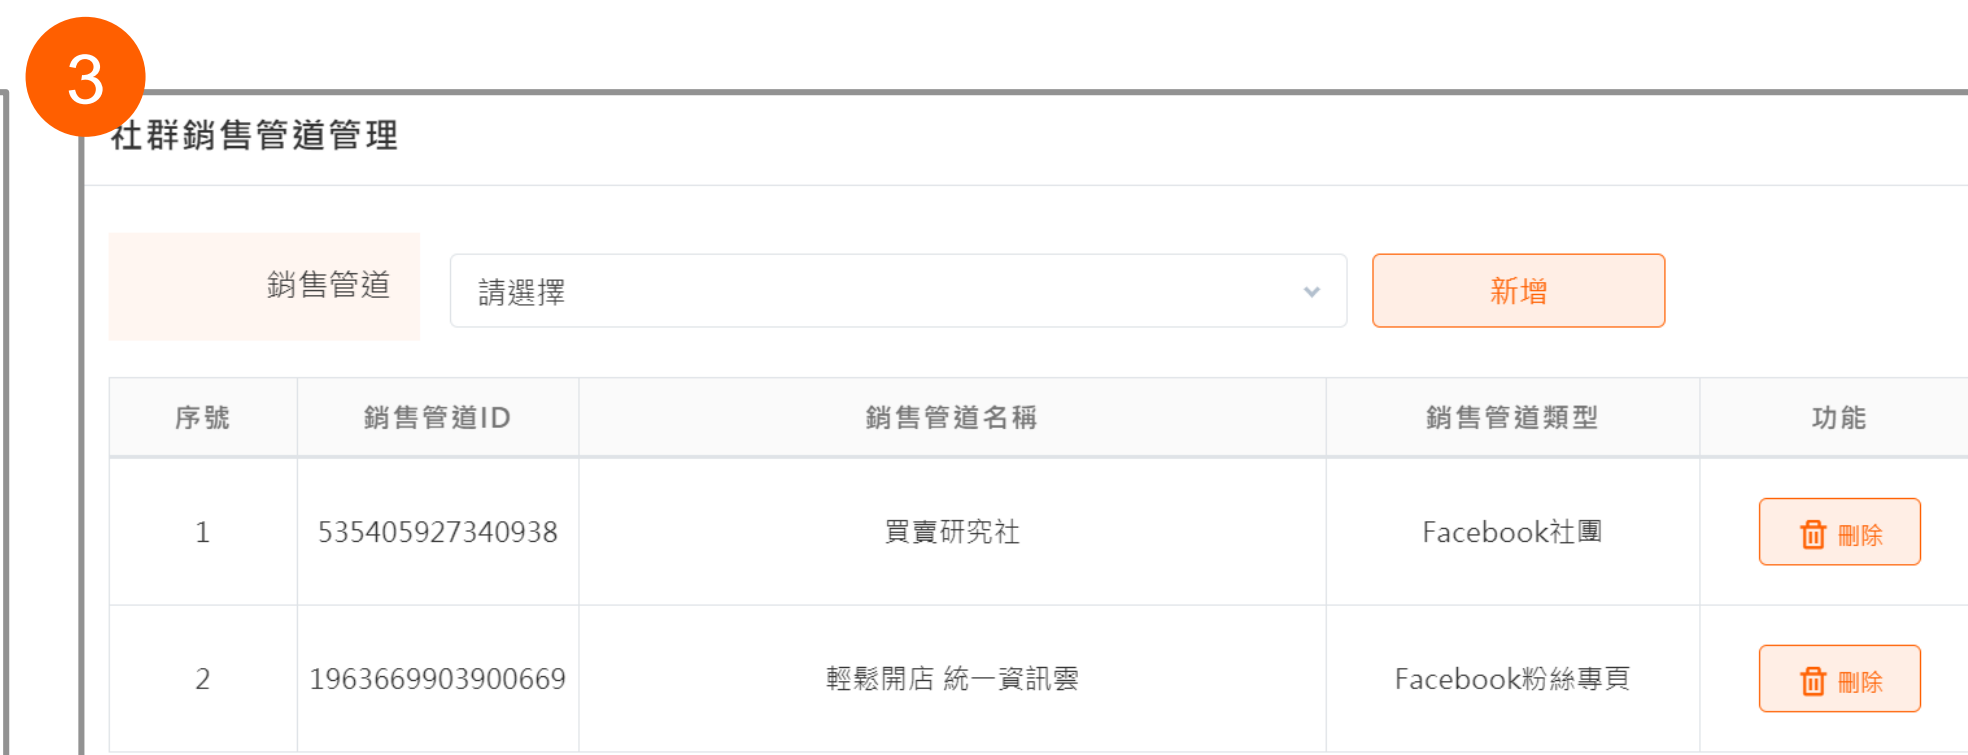 3
社群銷售管道管理
銷售管道 請選擇 新增
序號 銷售管道ID 銷售管道名稱 銷售管道類型 功能
1 535405927340938 買賣研究社 Facebook社團 刪除
2 1963669903900669 輕鬆開店 統一資訊雲 Facebook粉絲專頁 刪除